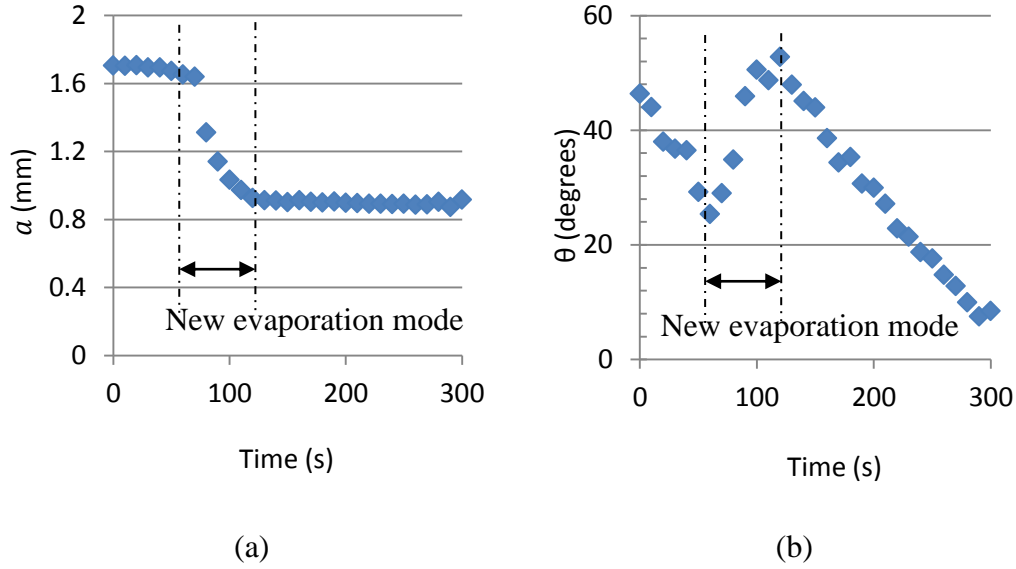 2
1.6
1.2
0.8
0.4
0
a (mm)
New evaporation mode
0 100 200 300
Time (s)
(a)
60
40
20
0
θ (degrees)
New evaporation mode
0 100 200 300
Time (s)
(b)